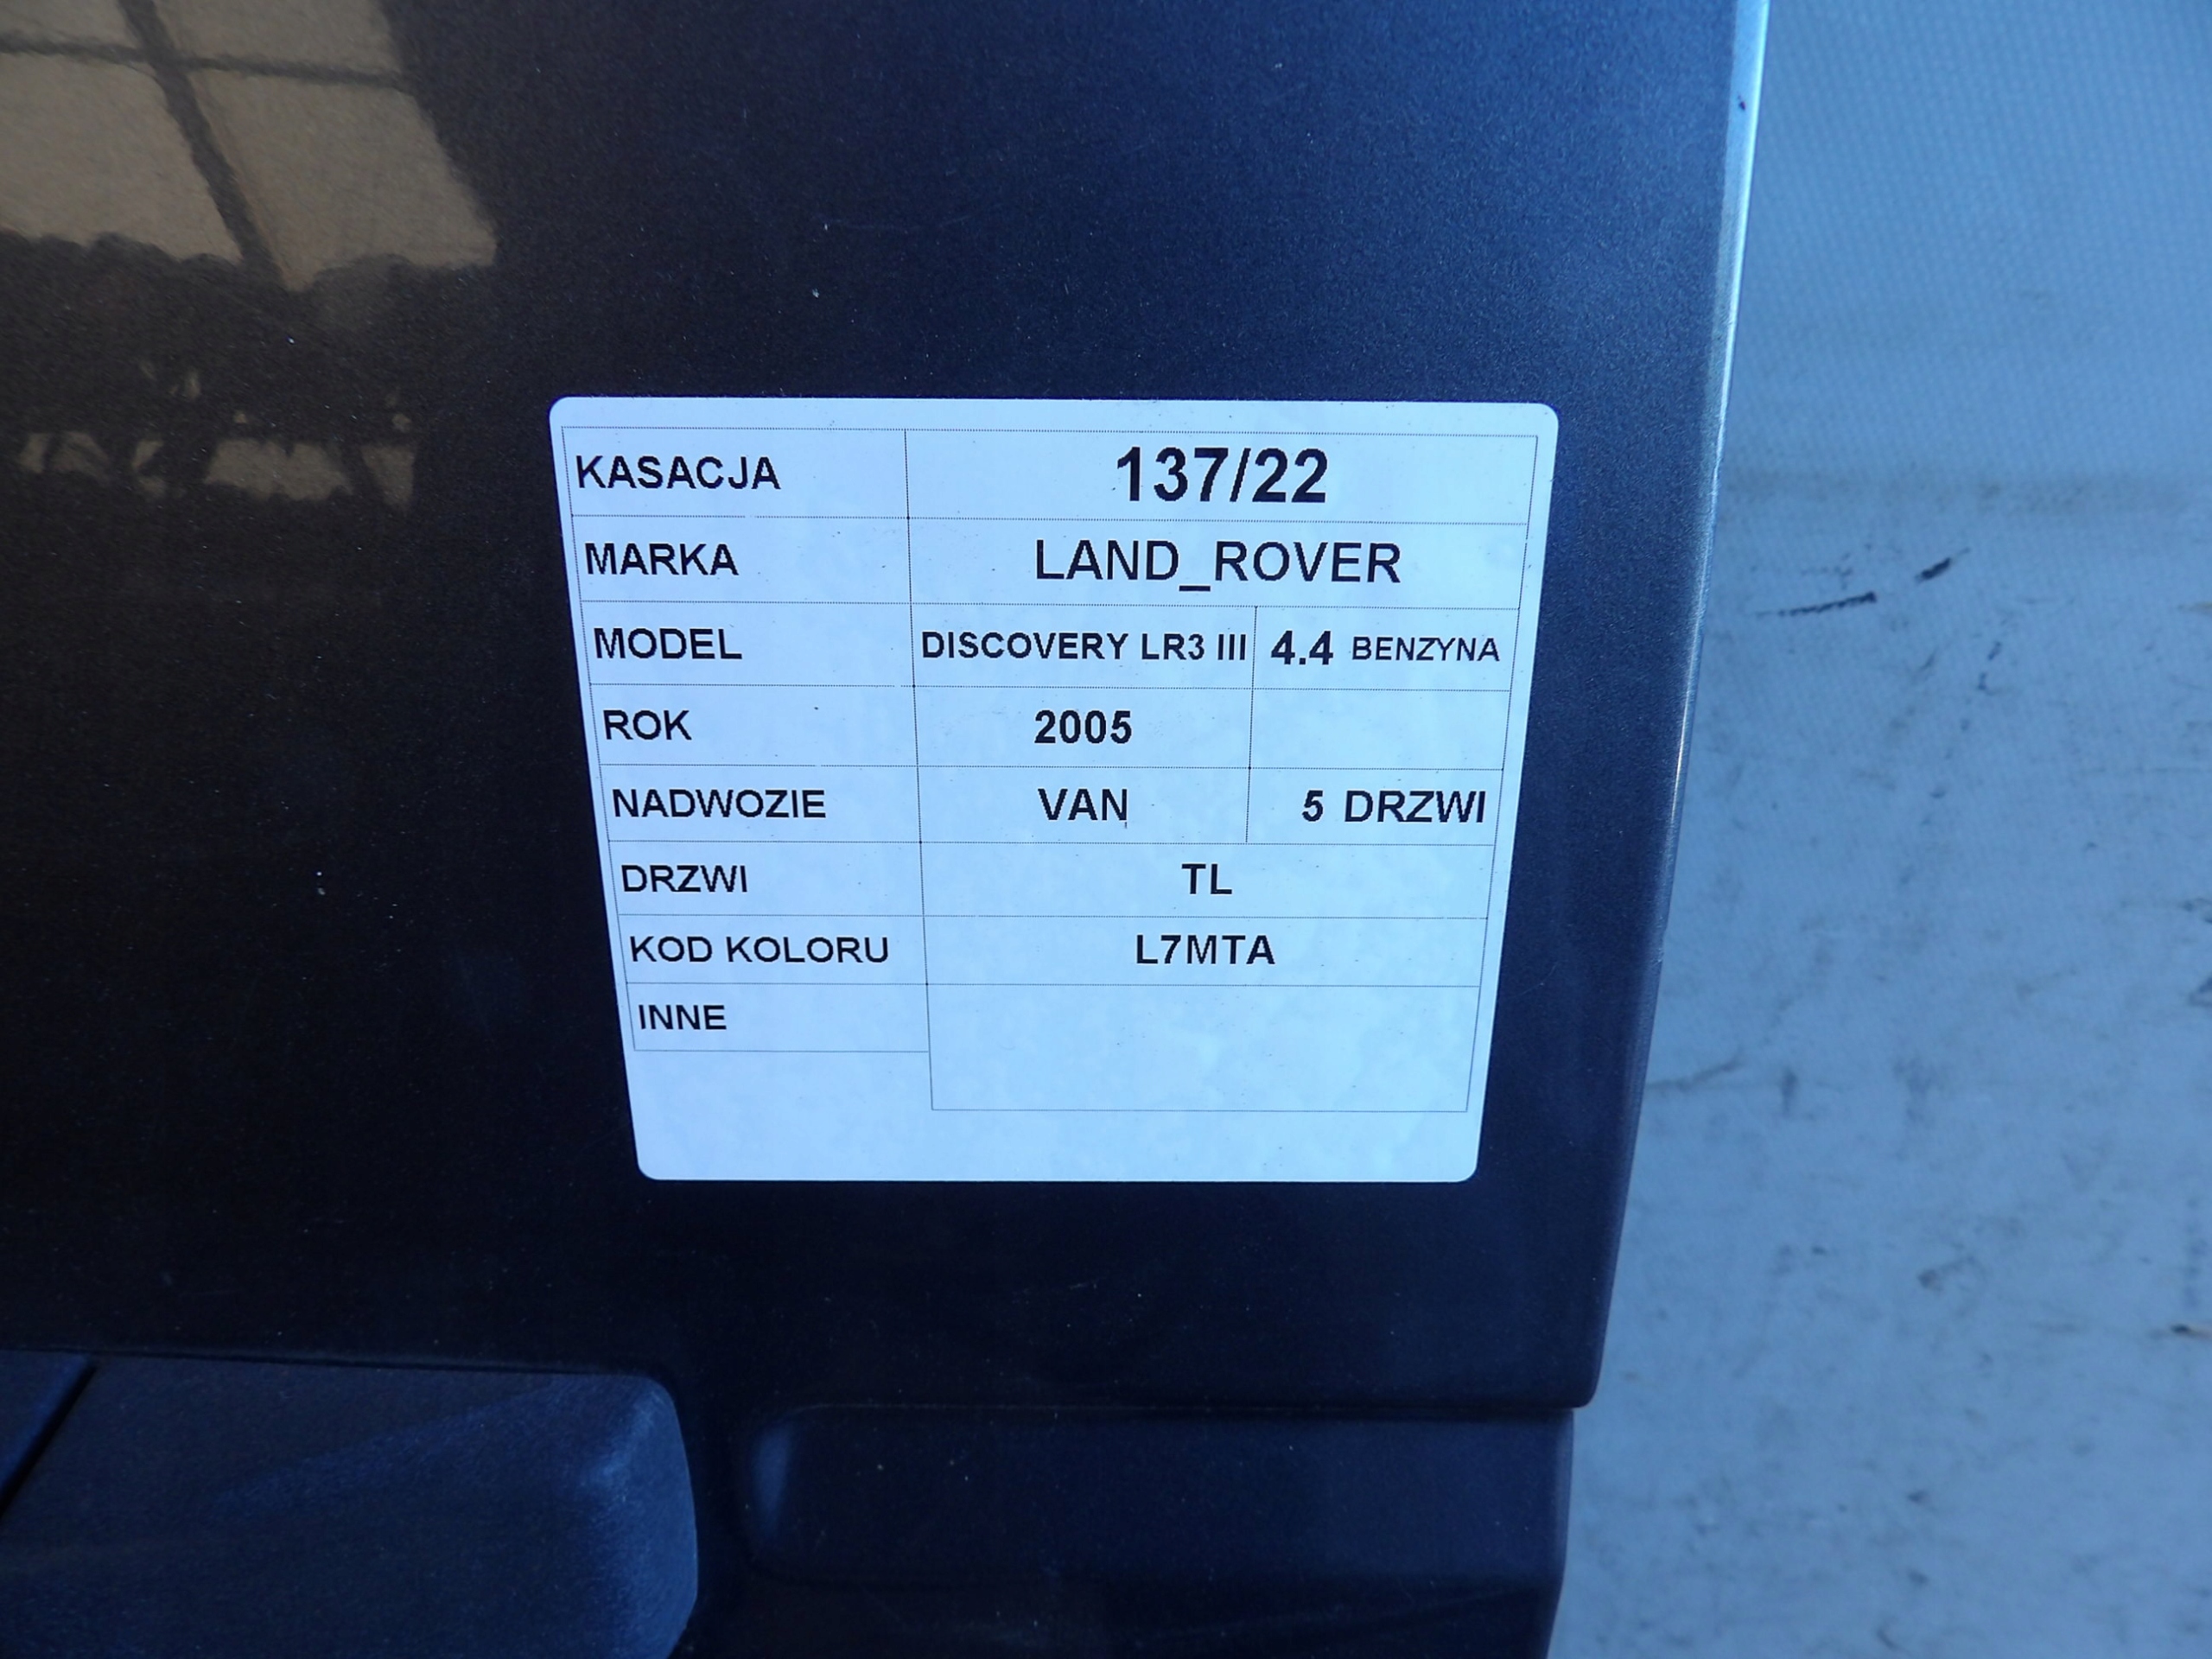 KASACJA 137/22
MARKA LAND_ROVER
MODEL DISCOVERY LR3 III 4.4 BENZYNA
ROK 2005
NADWOZIE VAN 5 DRZWI
DRZWI TL
KOD KOLORU L7MTA
INNE